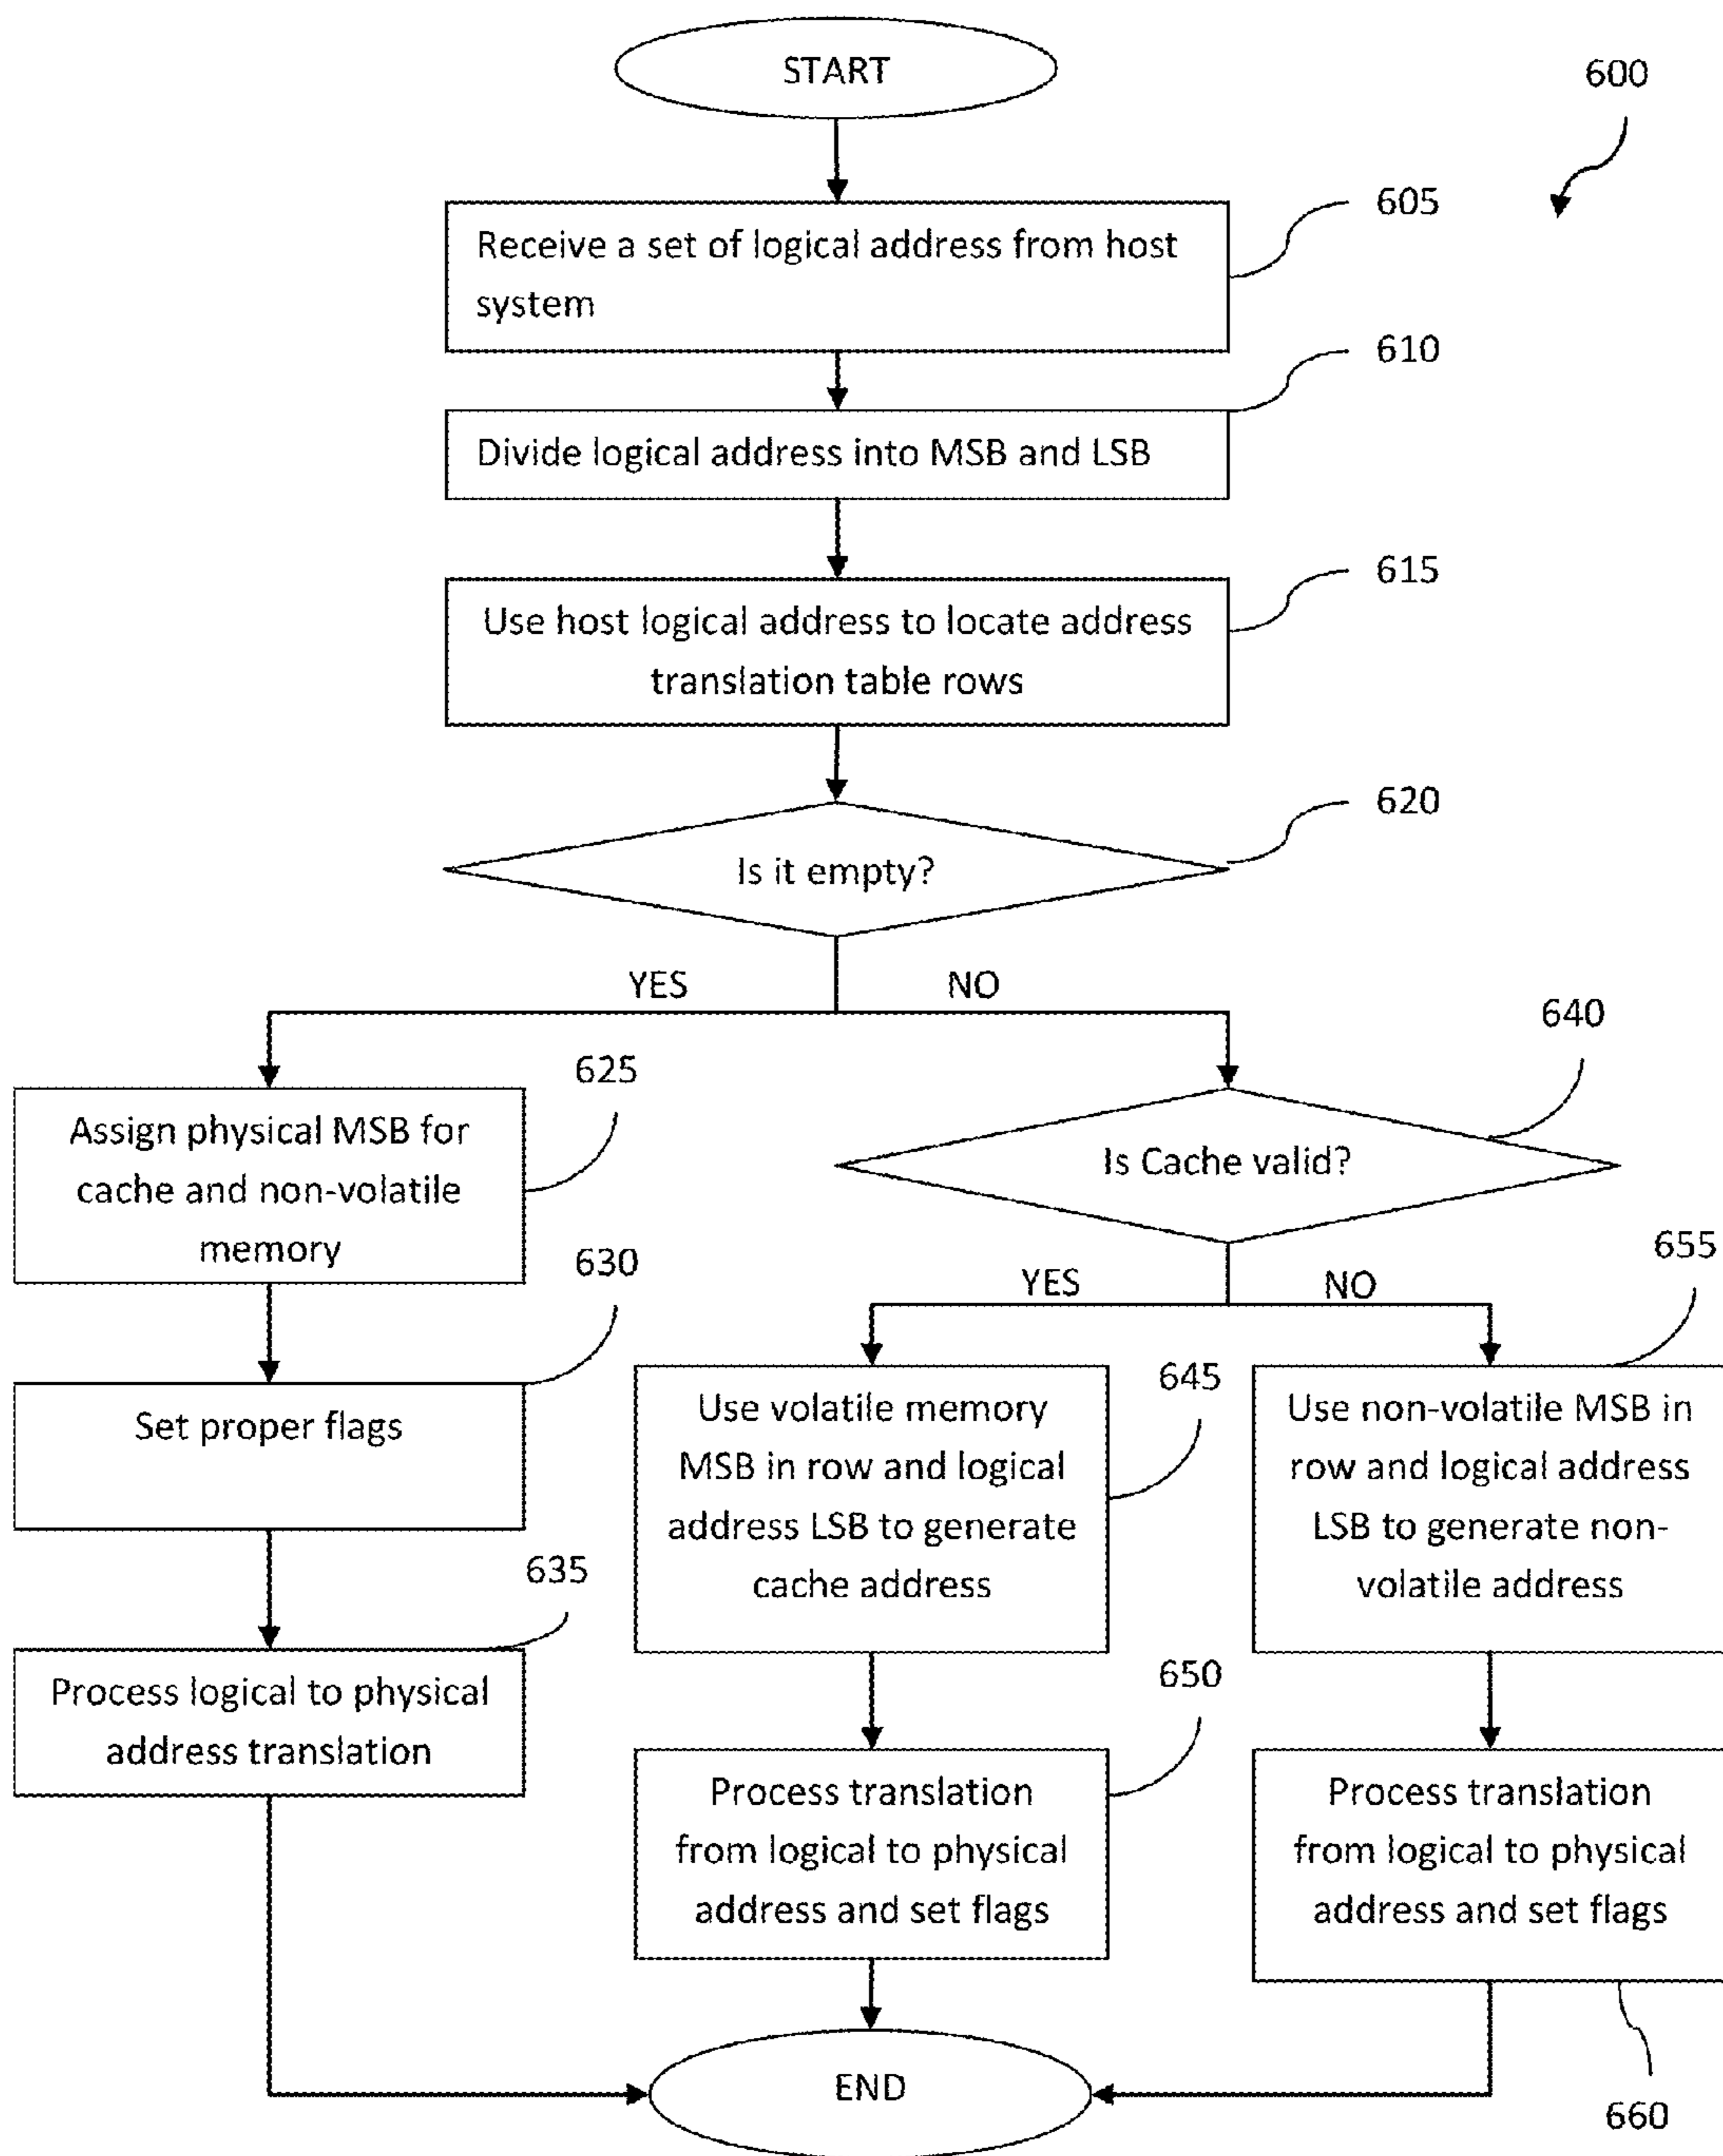 START
600
605
Receive a set of logical address from host
system
610
Divide logical address into MSB and LSB
615
Use host logical address to locate address
translation table rows
620
Is it empty?
YES
NO
640
625
Assign physical MSB for
cache and non-volatile
memory
Is Cache valid?
630
655
YES
NO
Set proper flags
645
Use volatile memory
MSB in row and logical
address LSB to generate
cache address
Use non-volatile MSB in
row and logical address
LSB to generate non-
volatile address
635
Process logical to physical
address translation
650
Process translation
from logical to physical
address and set flags
Process translation
from logical to physical
address and set flags
END
660